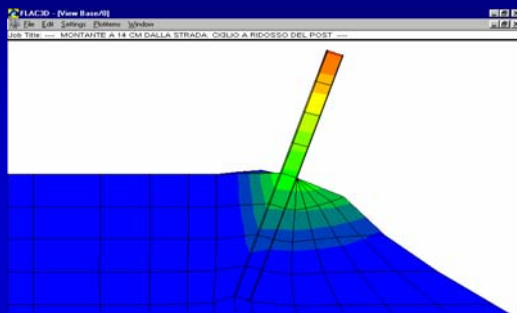 FLAC3D - [View Base/0]
File Edit Settings Plotitems Window
Job Title: ---- MONTANTE A 14 CM DALLA STRADA: CIGLIO A RIDOSSO DEL POST ----